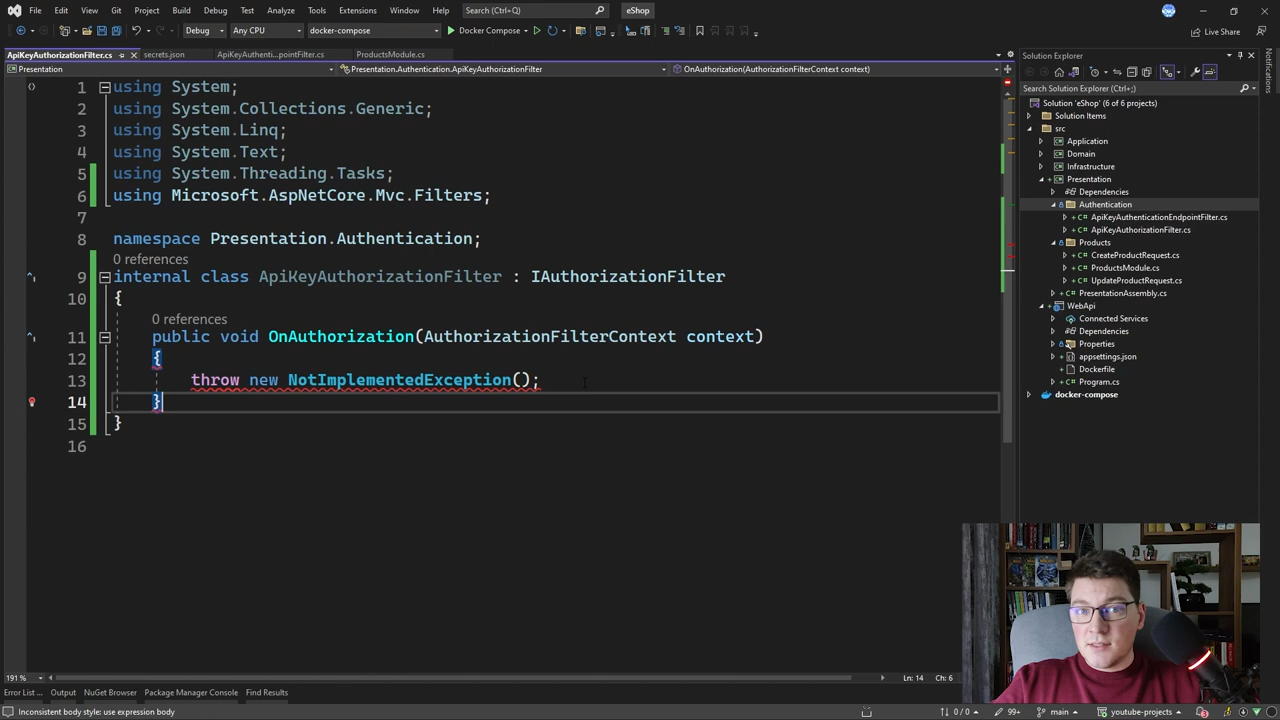 File Edit View Git Project Build Debug Test Analyze Tools Extensions Window Help Search (Ctrl+Q) eShop
Debug Any CPU docker-compose Docker Compose Live Share
ApiKeyAuthorizationFilter.cs secrets.json ApiKeyAuthenti...pointFilter.cs ProductsModule.cs
Presentation Presentation.Authentication.ApiKeyAuthorizationFilter OnAuthorization(AuthorizationFilterContext context)
1 using System;
2 using System.Collections.Generic;
3 using System.Linq;
4 using System.Text;
5 using System.Threading.Tasks;
6 using Microsoft.AspNetCore.Mvc.Filters;
7
8 namespace Presentation.Authentication;
0 references
9 internal class ApiKeyAuthorizationFilter : IAuthorizationFilter
10 {
0 references
11 public void OnAuthorization(AuthorizationFilterContext context)
12 {
13 throw new NotImplementedException();
14 }
15 }
16
191 % Ln: 14 Ch: 6
Error List ... Output NuGet Browser Package Manager Console Find Results
Inconsistent body style: use expression body 0 / 0 99+ main youtube-projects
Solution Explorer
Search Solution Explorer (Ctrl+;)
Solution 'eShop' (6 of 6 projects)
Solution Items
src
Application
Domain
Infrastructure
Presentation
Dependencies
Authentication
ApiKeyAuthenticationEndpointFilter.cs
ApiKeyAuthorizationFilter.cs
Products
CreateProductRequest.cs
ProductsModule.cs
UpdateProductRequest.cs
PresentationAssembly.cs
WebApi
Connected Services
Dependencies
Properties
appsettings.json
Dockerfile
Program.cs
docker-compose
Notifications